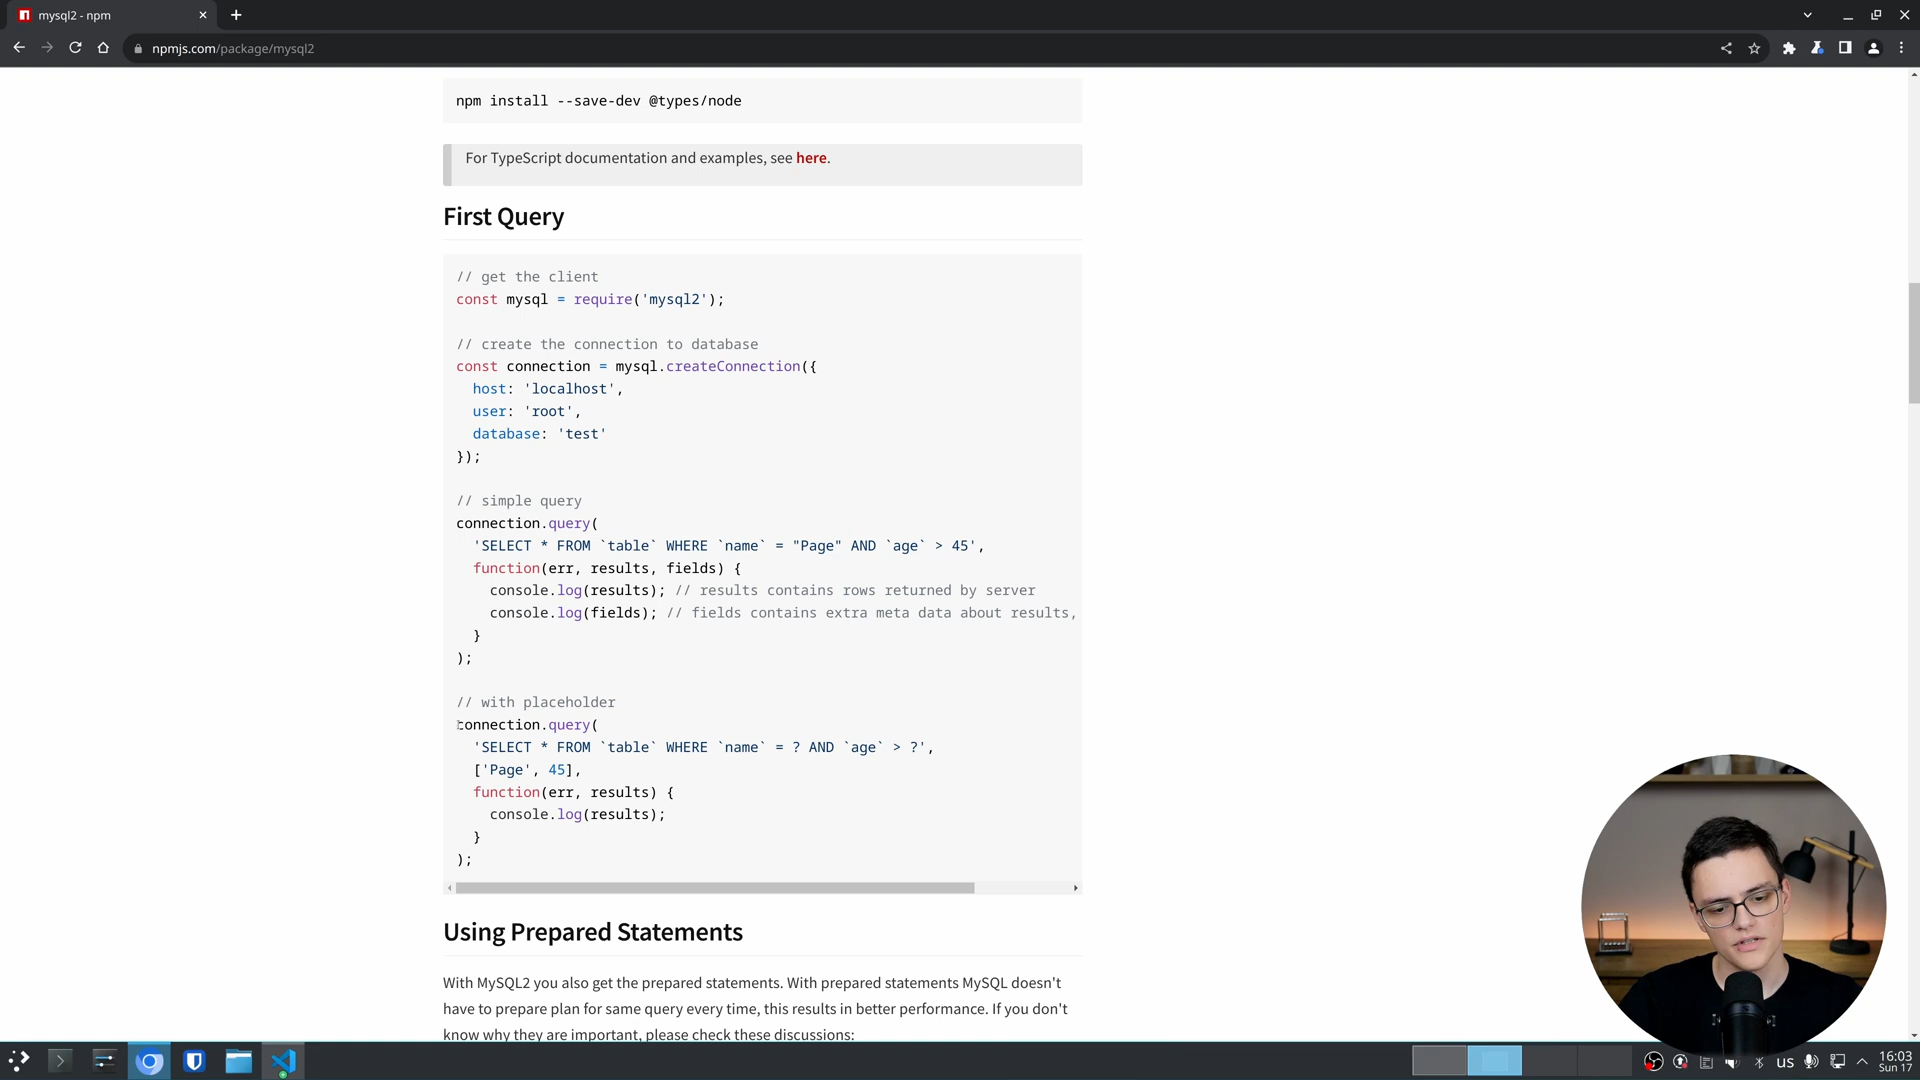 mysql2 - npm
npmjs.com/package/mysql2
npm install --save-dev @types/node
For TypeScript documentation and examples, see here.
First Query
// get the client
const mysql = require('mysql2');
// create the connection to database
const connection = mysql.createConnection({
  host: 'localhost',
  user: 'root',
  database: 'test'
});
// simple query
connection.query(
  'SELECT * FROM `table` WHERE `name` = "Page" AND `age` > 45',
  function(err, results, fields) {
    console.log(results); // results contains rows returned by server
    console.log(fields); // fields contains extra meta data about results,
  }
);
// with placeholder
connection.query(
  'SELECT * FROM `table` WHERE `name` = ? AND `age` > ?',
  ['Page', 45],
  function(err, results) {
    console.log(results);
  }
);
Using Prepared Statements
With MySQL2 you also get the prepared statements. With prepared statements MySQL doesn't
have to prepare plan for same query every time, this results in better performance. If you don't
know why they are important, please check these discussions:
US
16:03
Sun 17